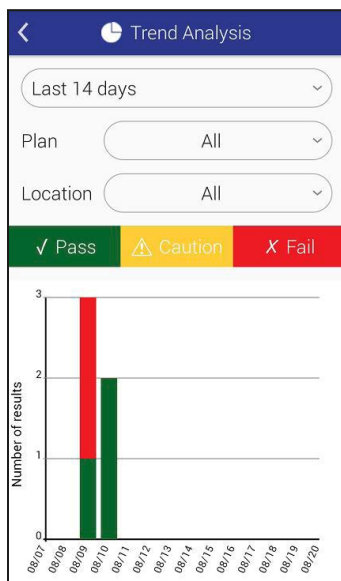 Trend Analysis
Last 14 days
Plan All
Location All
√ Pass ⚠ Caution X Fail
3
2
1
0
Number of results
08/07 08/08 08/09 08/10 08/11 08/12 08/13 08/14 08/15 08/16 08/17 08/18 08/19 08/20